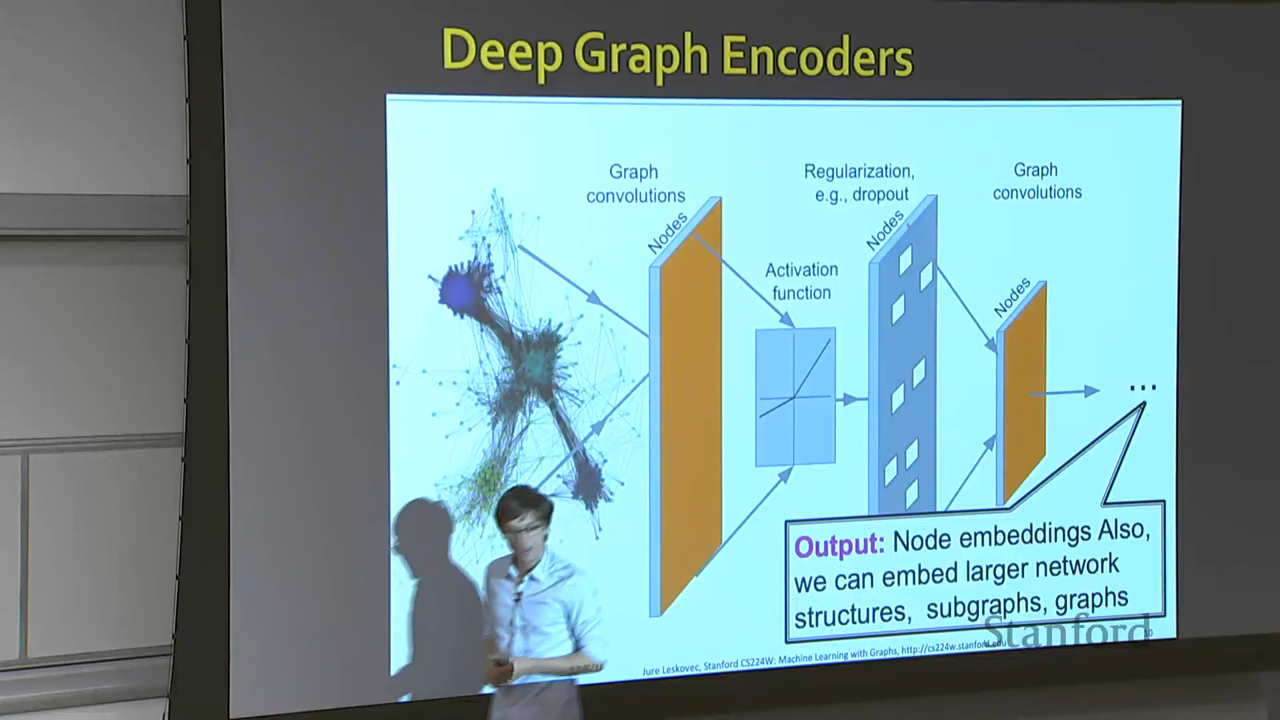 Deep Graph Encoders
Graph
convolutions
Regularization,
e.g., dropout
Graph
convolutions
Nodes
Nodes
Activation
function
Nodes
...
Output: Node embeddings Also,
we can embed larger network
structures, subgraphs, graphs
Stanford
Jure Leskovec, Stanford CS224W: Machine Learning with Graphs, http://cs224w.stanford.edu